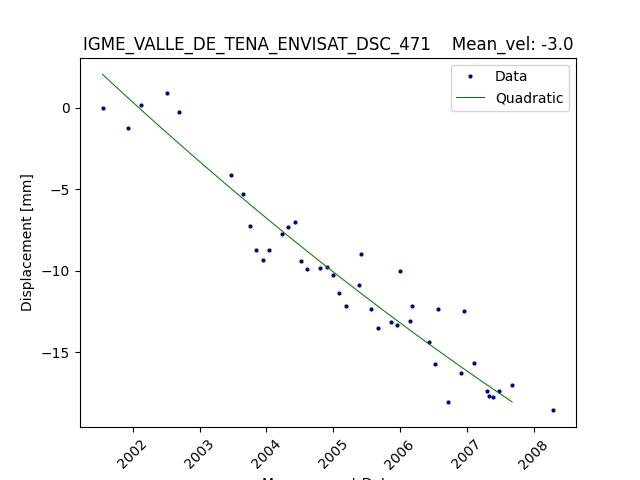 IGME_VALLE_DE_TENA_ENVISAT_DSC_471 Mean_vel: -3.0
Data
Quadratic
Displacement [mm]
0
−5
−10
−15
2002
2003
2004
2005
2006
2007
2008